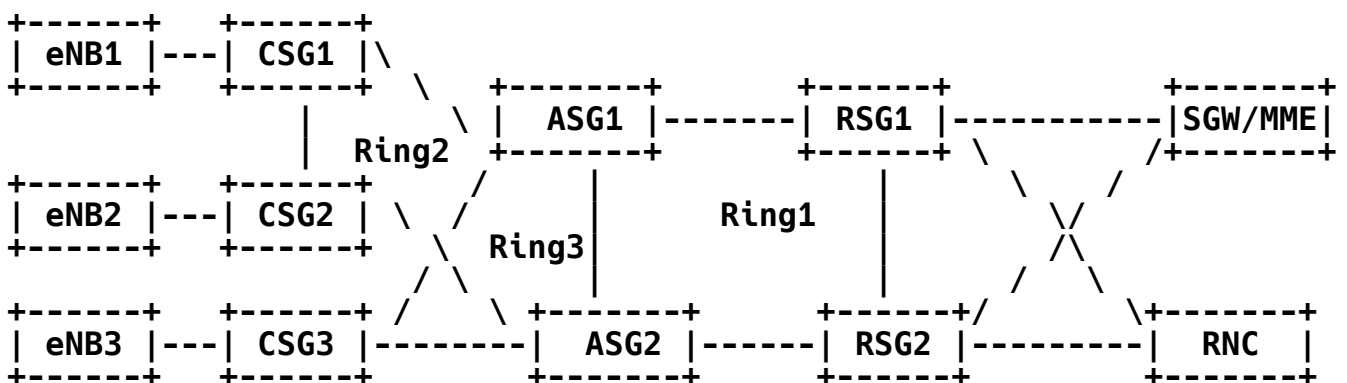 eNB1 CSG1
ASG1 RSG1 SGW/MME
Ring2
eNB2 CSG2 Ring1
Ring3
eNB3 CSG3 ASG2 RSG2 RNC